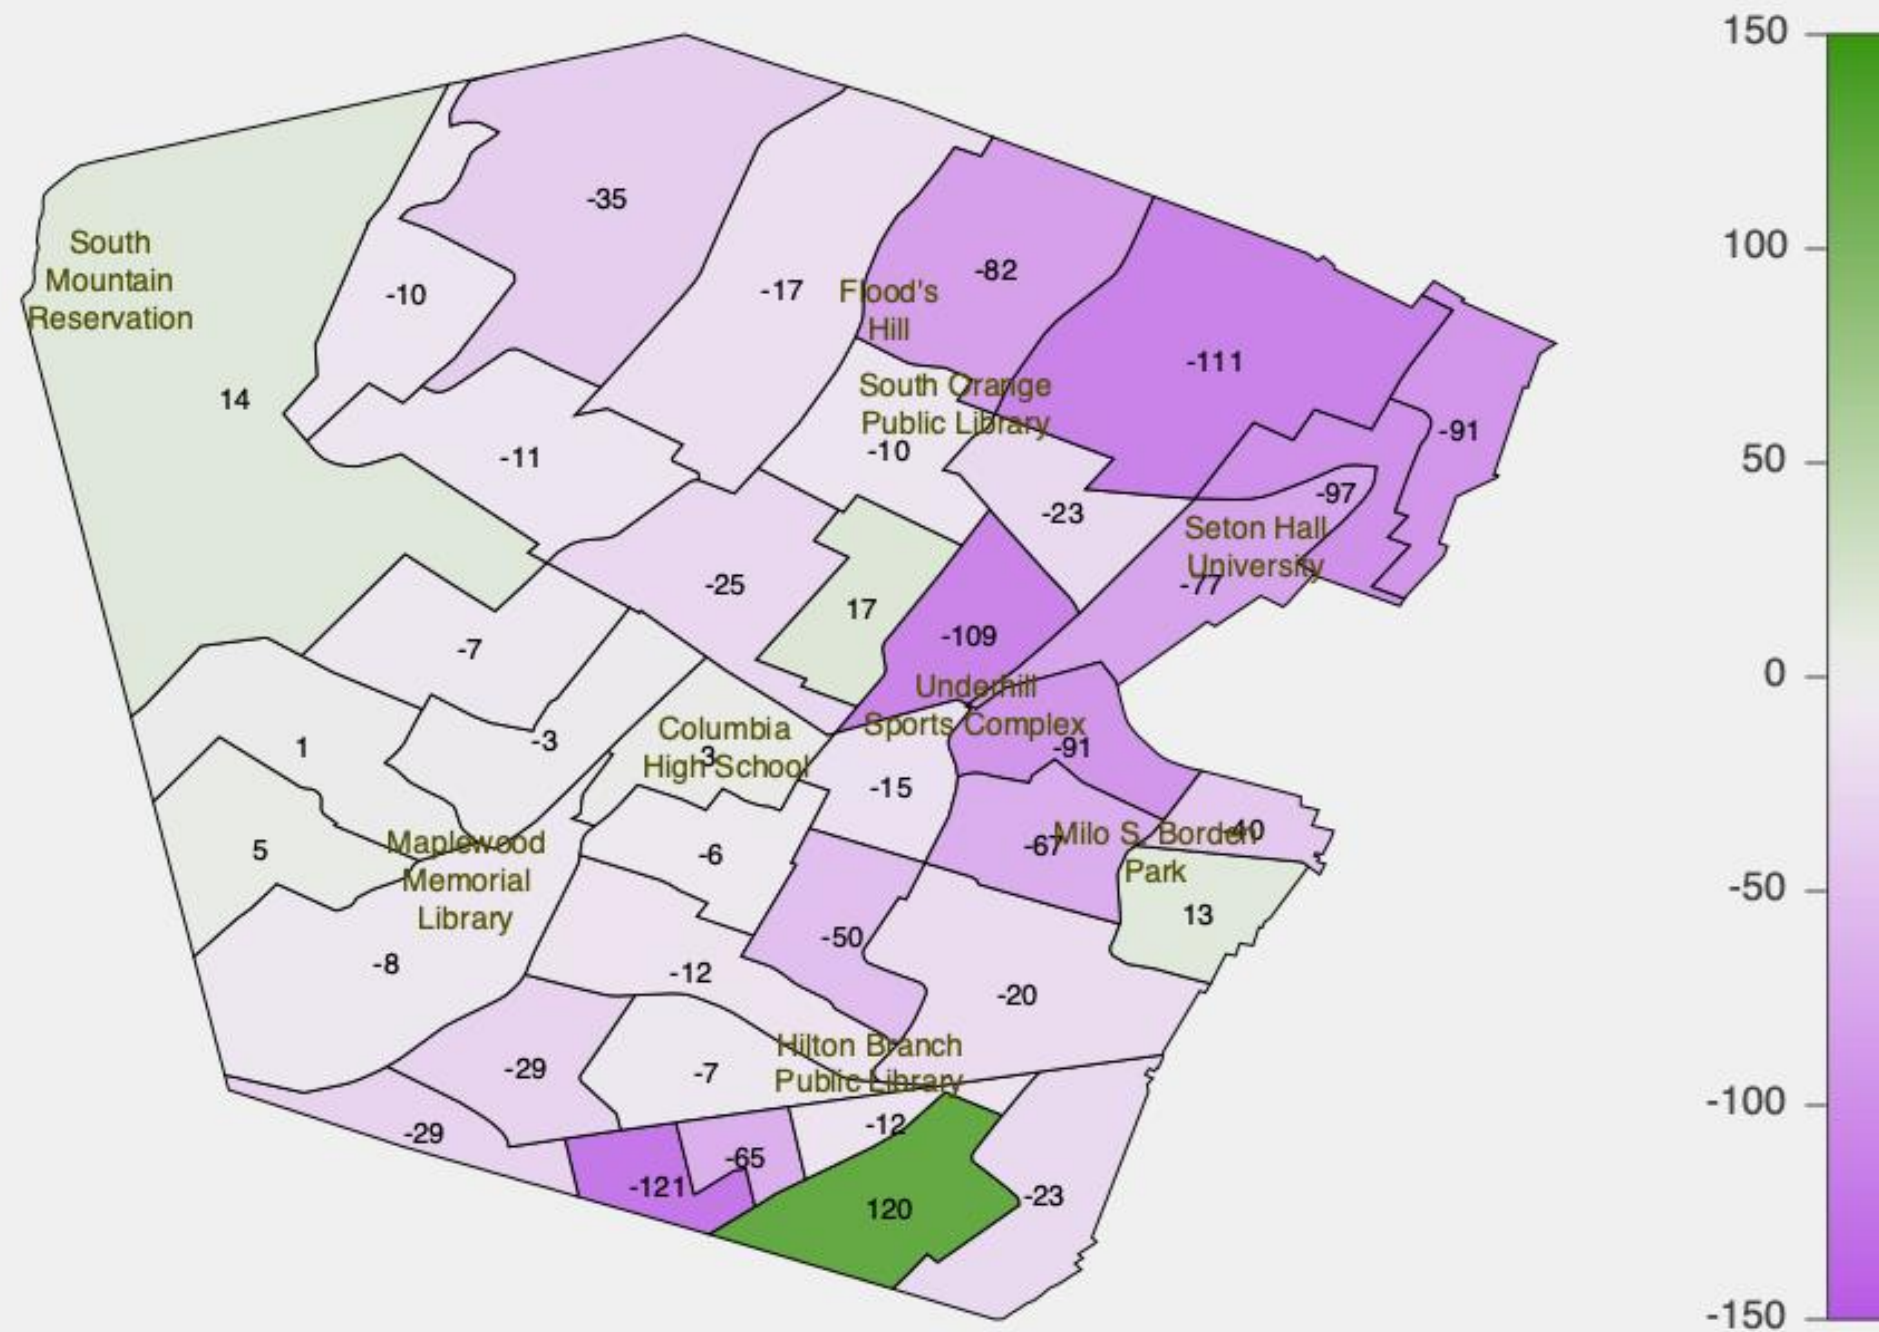 150
100
50
0
-50
-100
-150
-35
South
Mountain
Reservation
-82
-10
-17
Flood's
Hill
-111
14
South Orange
Public Library
-10
-11
-91
-97
-23
Seton Hall
University
-77
-25
17
-109
-7
Underhill
Sports Complex
-91
Columbia
High School
3
1
-3
-15
5
Maplewood
Memorial
Library
-6
-67
Milo S. Borden
Park
-40
13
-50
-8
-12
-20
Hilton Branch
Public Library
-29
-7
-29
-12
-65
-121
120
-23